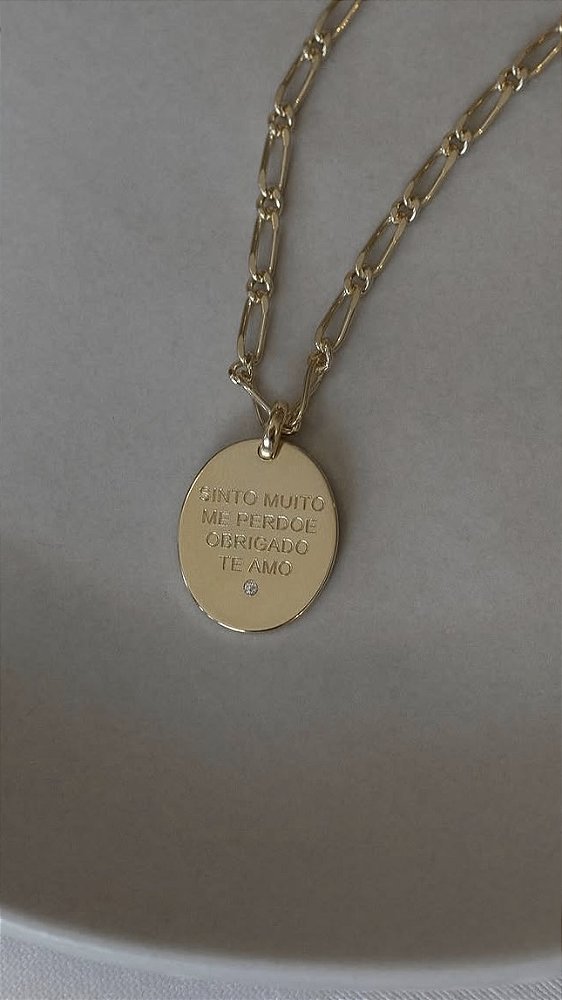 SINTO MUITO
ME PERDOE
OBRIGADO
TE AMO